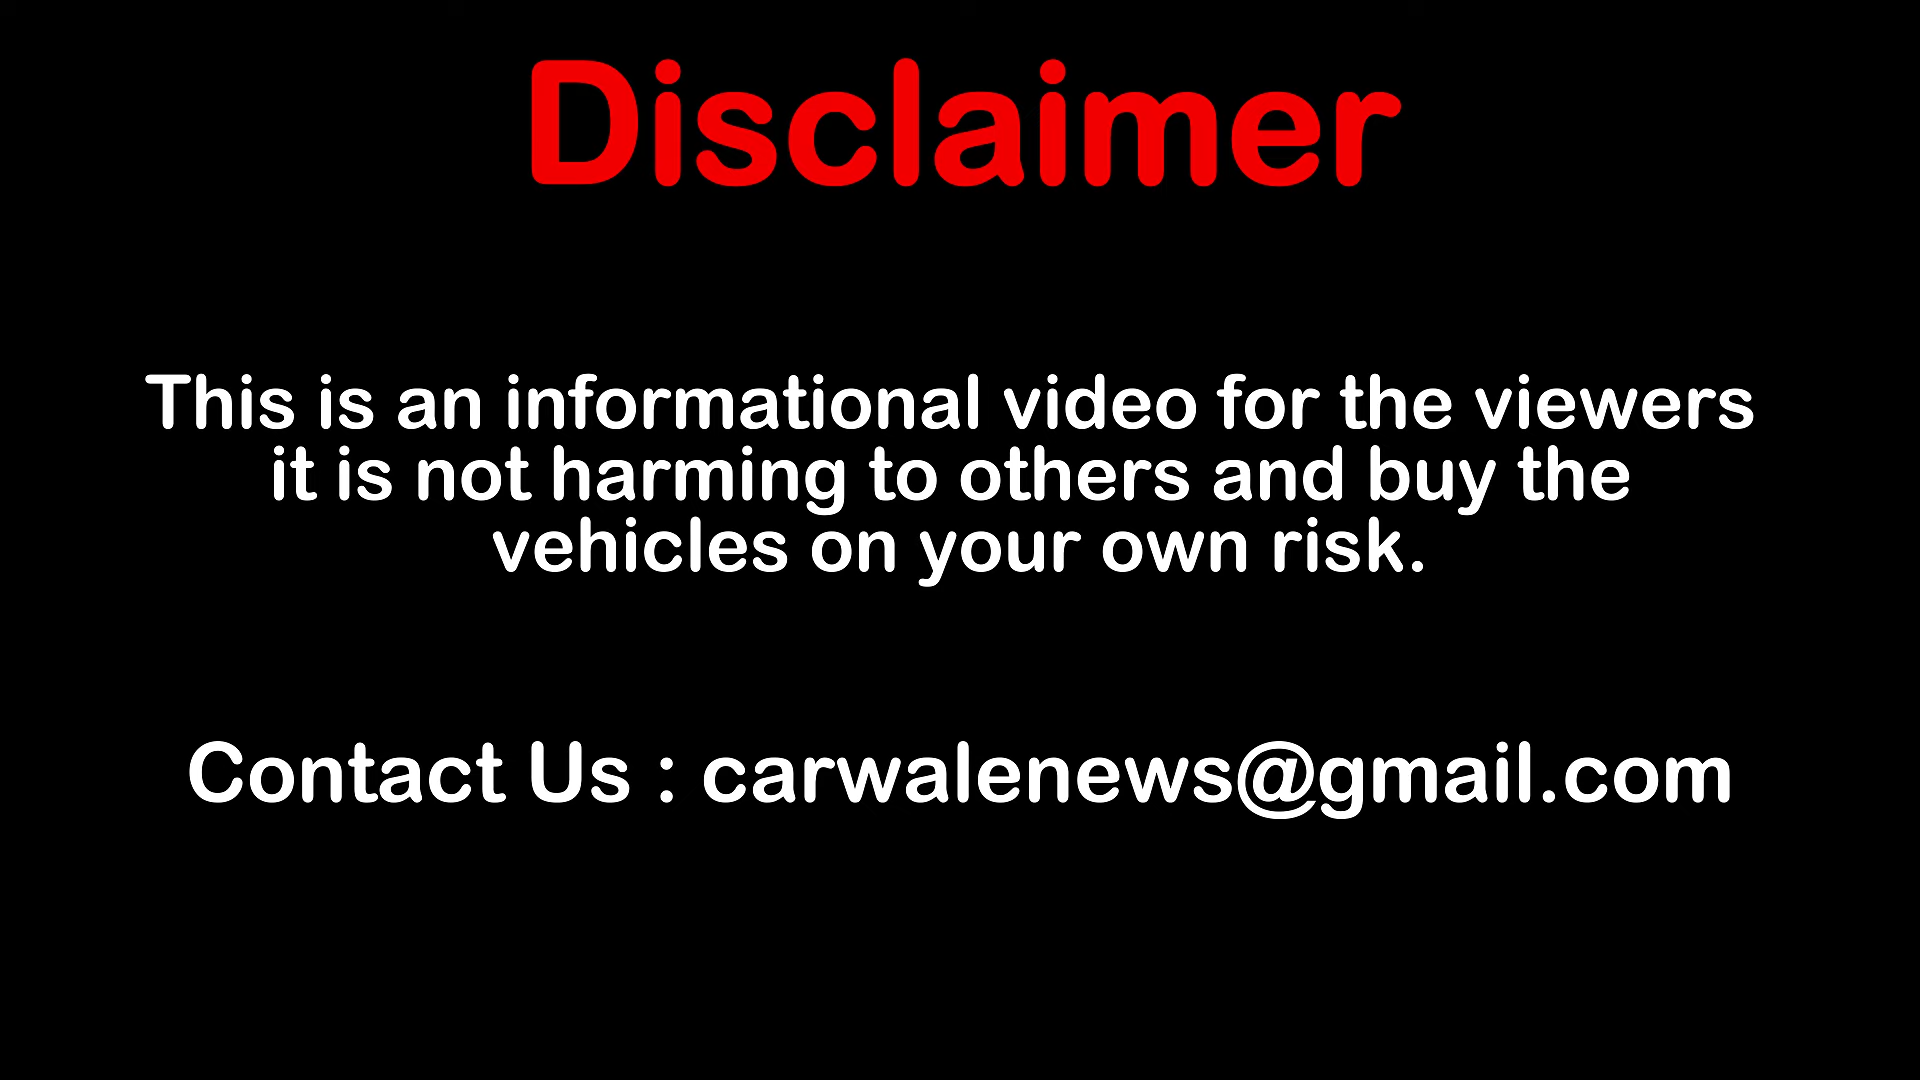 Disclaimer
This is an informational video for the viewers
it is not harming to others and buy the
vehicles on your own risk.
Contact Us : carwalenews@gmail.com